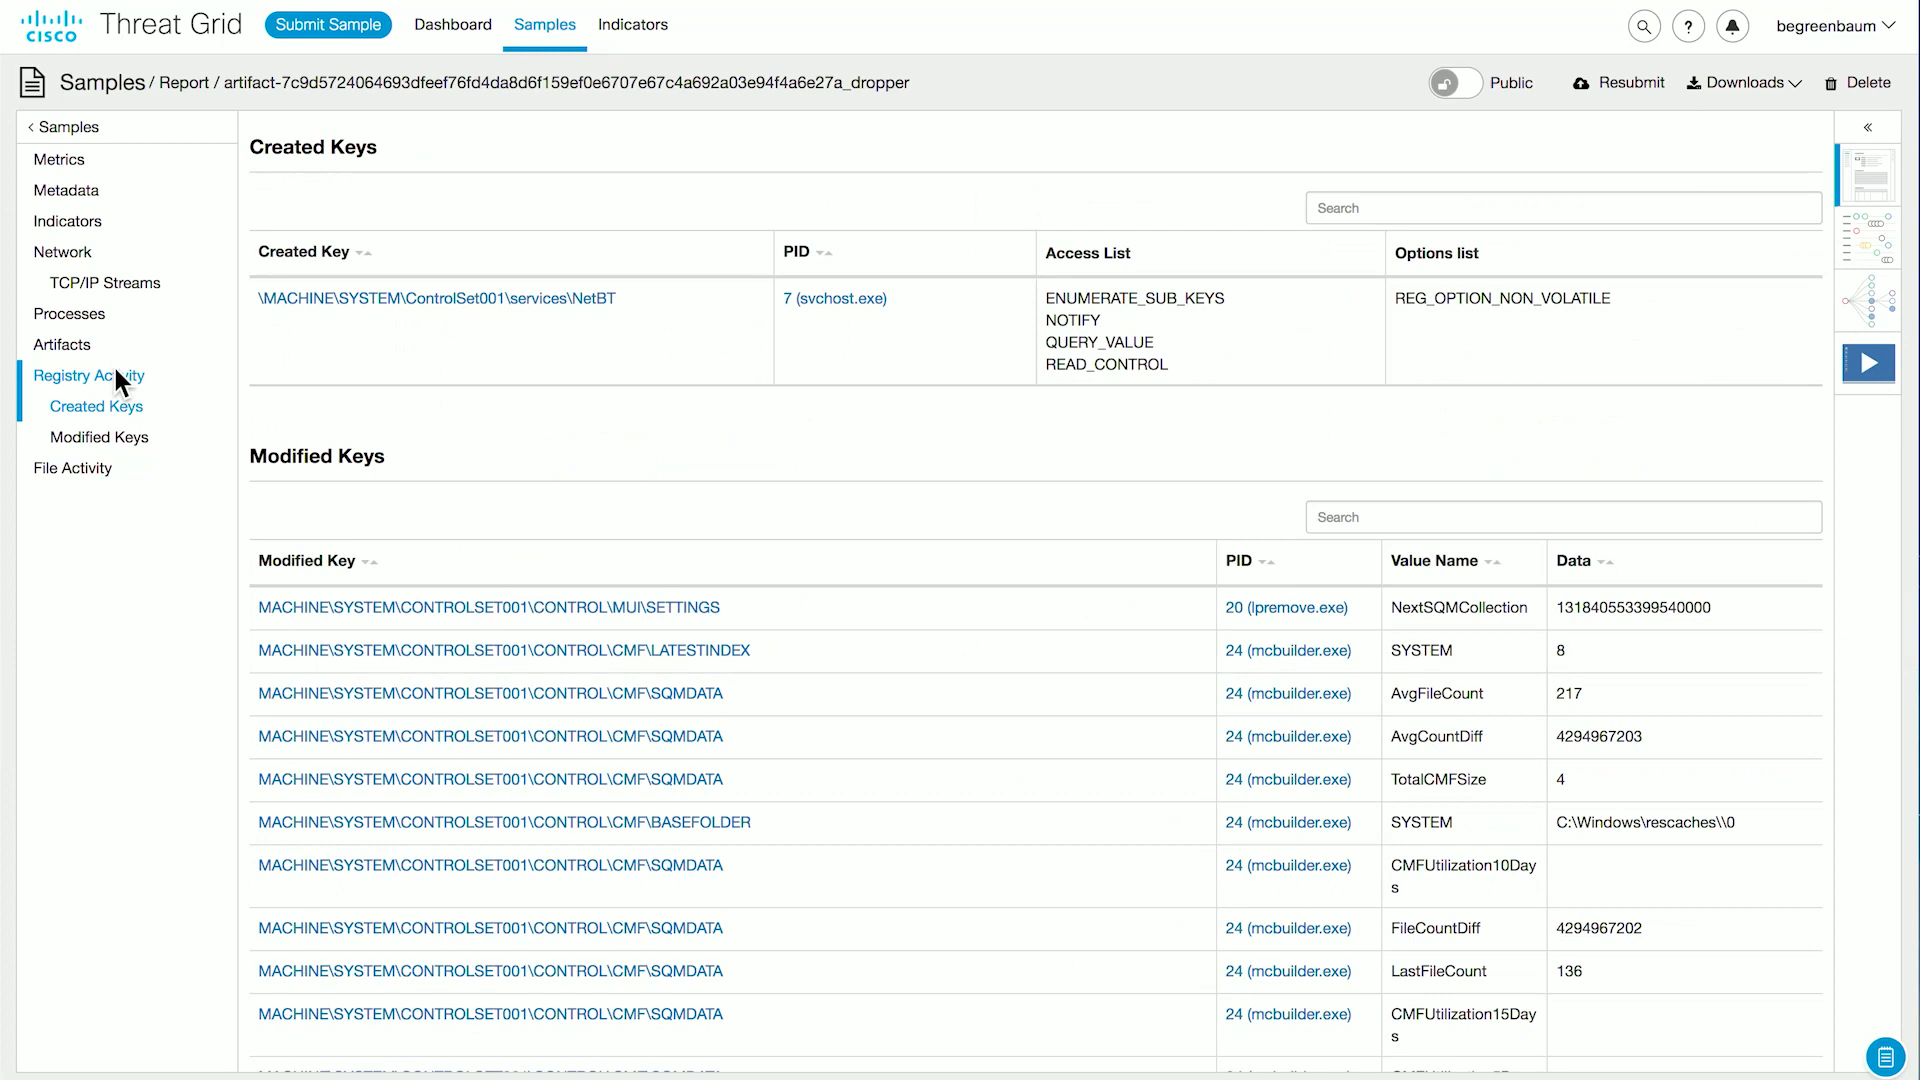 cisco Threat Grid Submit Sample Dashboard Samples Indicators ? begreenbaum
Samples / Report / artifact-7c9d5724064693dfeef76fd4da8d6f159ef0e6707e67c4a692a03e94f4a6e27a_dropper Public Resubmit Downloads Delete
< Samples
Metrics
Metadata
Indicators
Network
TCP/IP Streams
Processes
Artifacts
Registry Activity
Created Keys
Modified Keys
File Activity
Created Keys
Search
Created Key PID Access List Options list
\MACHINE\SYSTEM\ControlSet001\services\NetBT 7 (svchost.exe) ENUMERATE_SUB_KEYS REG_OPTION_NON_VOLATILE
NOTIFY
QUERY_VALUE
READ_CONTROL
Modified Keys
Search
Modified Key PID Value Name Data
MACHINE\SYSTEM\CONTROLSET001\CONTROL\MUI\SETTINGS 20 (lpremove.exe) NextSQMCollection 131840553399540000
MACHINE\SYSTEM\CONTROLSET001\CONTROL\CMF\LATESTINDEX 24 (mcbuilder.exe) SYSTEM 8
MACHINE\SYSTEM\CONTROLSET001\CONTROL\CMF\SQMDATA 24 (mcbuilder.exe) AvgFileCount 217
MACHINE\SYSTEM\CONTROLSET001\CONTROL\CMF\SQMDATA 24 (mcbuilder.exe) AvgCountDiff 4294967203
MACHINE\SYSTEM\CONTROLSET001\CONTROL\CMF\SQMDATA 24 (mcbuilder.exe) TotalCMFSize 4
MACHINE\SYSTEM\CONTROLSET001\CONTROL\CMF\BASEFOLDER 24 (mcbuilder.exe) SYSTEM C:\Windows\rescaches\\0
MACHINE\SYSTEM\CONTROLSET001\CONTROL\CMF\SQMDATA 24 (mcbuilder.exe) CMFUtilization10Day
s
MACHINE\SYSTEM\CONTROLSET001\CONTROL\CMF\SQMDATA 24 (mcbuilder.exe) FileCountDiff 4294967202
MACHINE\SYSTEM\CONTROLSET001\CONTROL\CMF\SQMDATA 24 (mcbuilder.exe) LastFileCount 136
MACHINE\SYSTEM\CONTROLSET001\CONTROL\CMF\SQMDATA 24 (mcbuilder.exe) CMFUtilization15Day
s